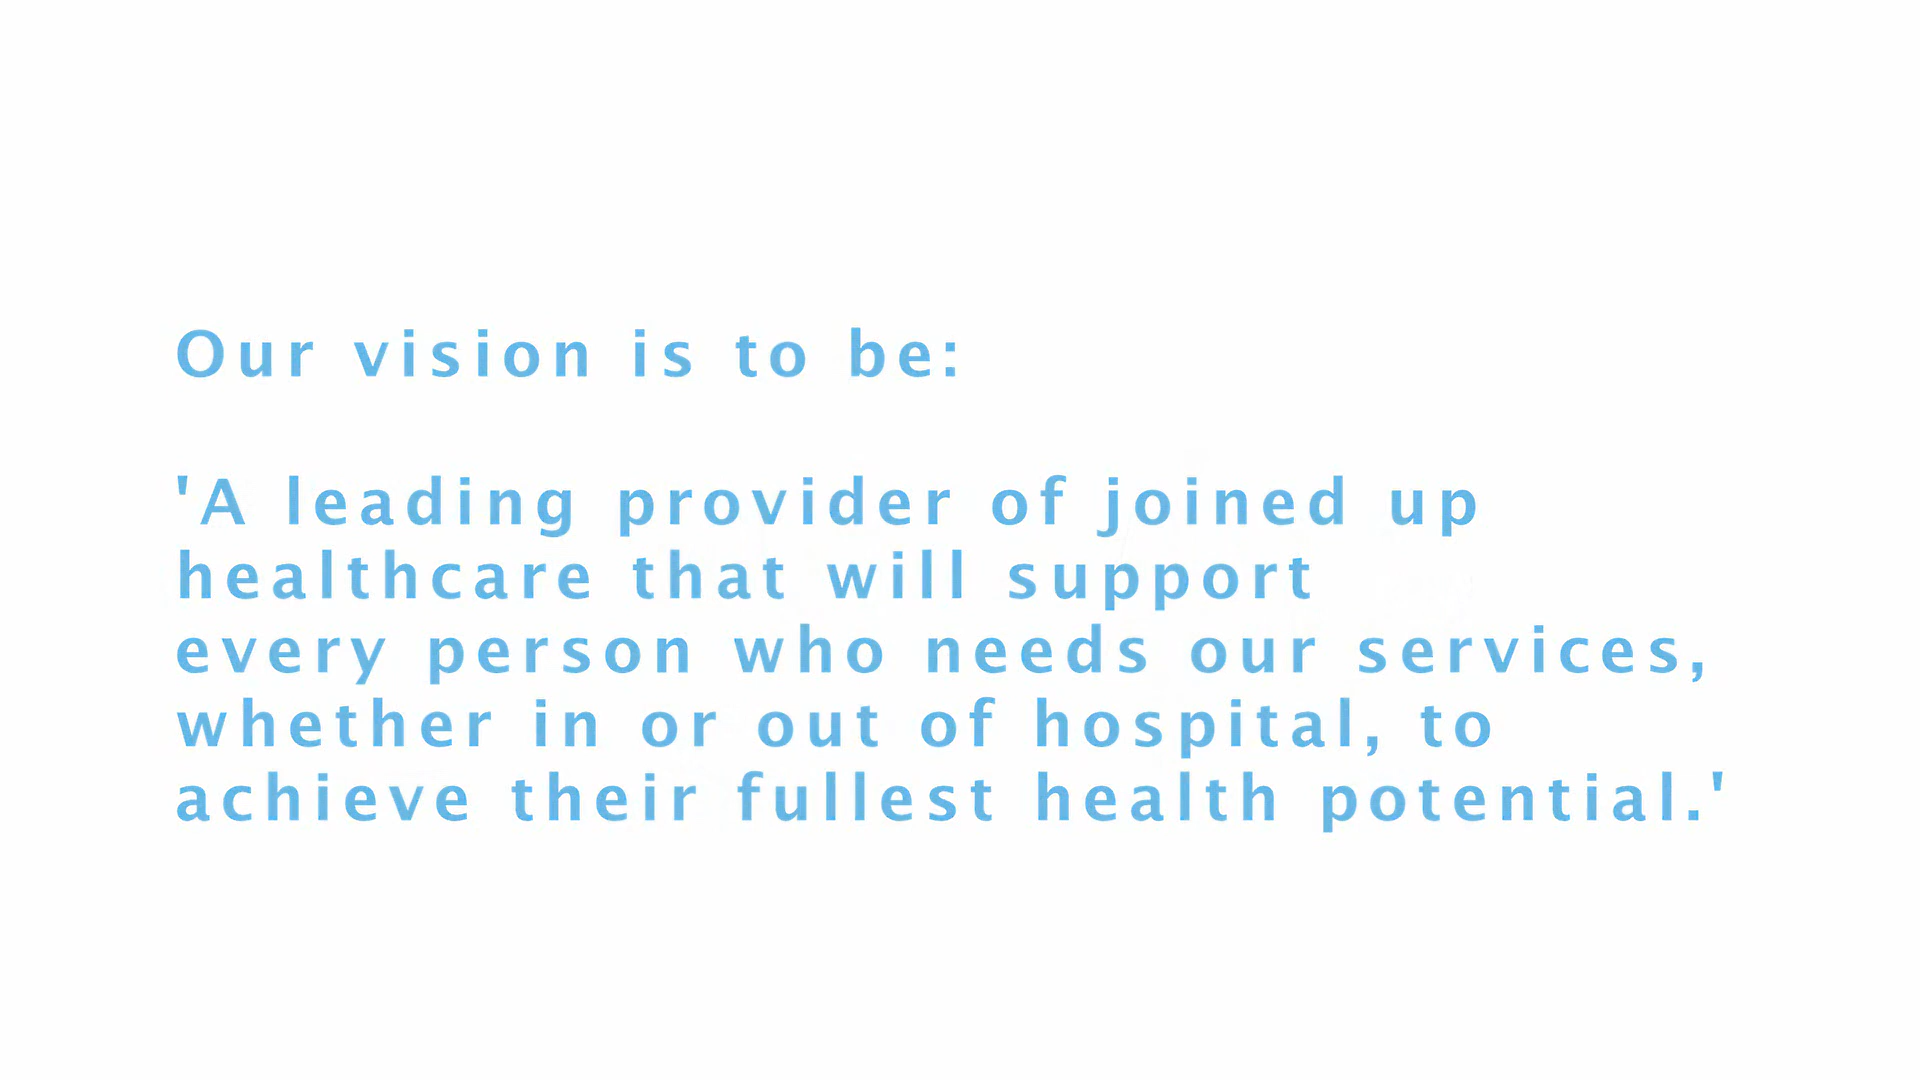 Our vision is to be:
'A leading provider of joined up
healthcare that will support
every person who needs our services,
whether in or out of hospital, to
achieve their fullest health potential.'